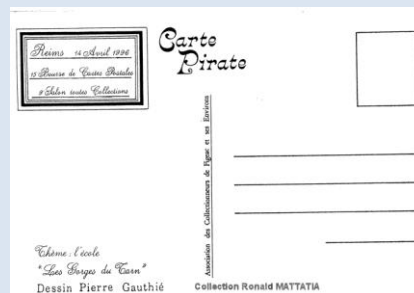 Reims 14 Avril 1996
13 Bourse de Cartes Postales
9 Salon toutes Collections
Carte
Pirate
Association des Collectionneurs de Figeac et ses Environs
Thème : l'école
"Les Gorges du Tarn"
Dessin Pierre Gauthié
Collection Ronald MATTATIA